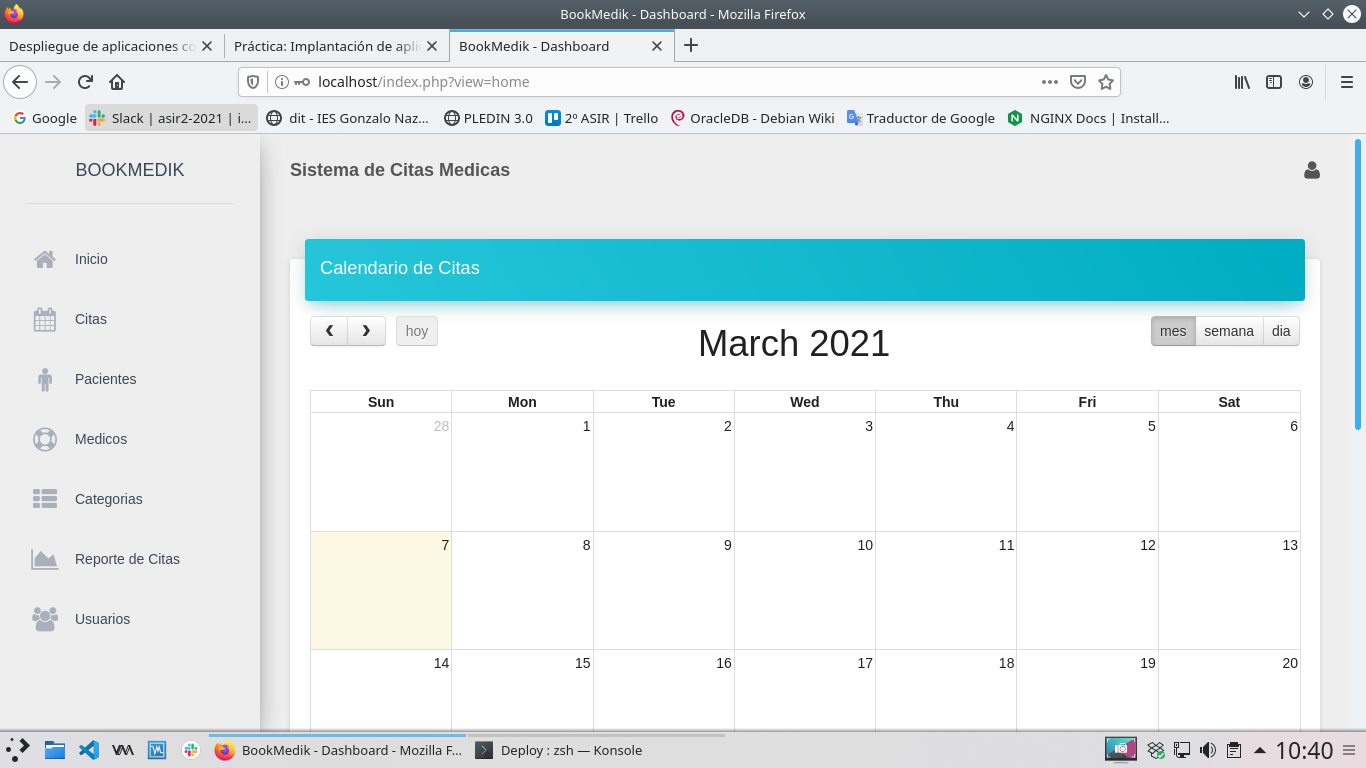 BookMedik - Dashboard - Mozilla Firefox
Despliegue de aplicaciones co
Práctica: Implantación de apli
BookMedik - Dashboard
localhost/index.php?view=home
Google
Slack | asir2-2021 | i...
dit - IES Gonzalo Naz...
PLEDIN 3.0
2º ASIR | Trello
OracleDB - Debian Wiki
Traductor de Google
NGINX Docs | Install...
BOOKMEDIK
Sistema de Citas Medicas
Inicio
Citas
Pacientes
Medicos
Categorias
Reporte de Citas
Usuarios
Calendario de Citas
hoy
March 2021
mes semana dia
Sun Mon Tue Wed Thu Fri Sat
28 1 2 3 4 5 6
7 8 9 10 11 12 13
14 15 16 17 18 19 20
BookMedik - Dashboard - Mozilla F...
Deploy : zsh — Konsole
10:40